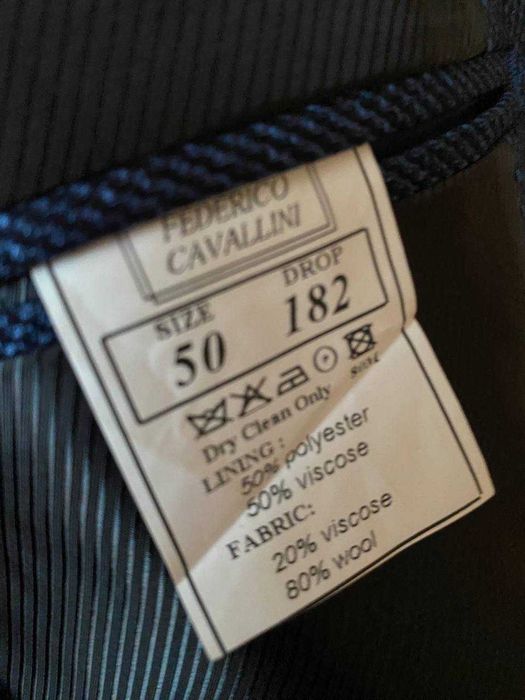 FEDERICO
CAVALLINI
SIZE DROP
50 182
Dry Clean Only
LINING :
50% polyester
50% viscose
FABRIC:
20% viscose
80% wool